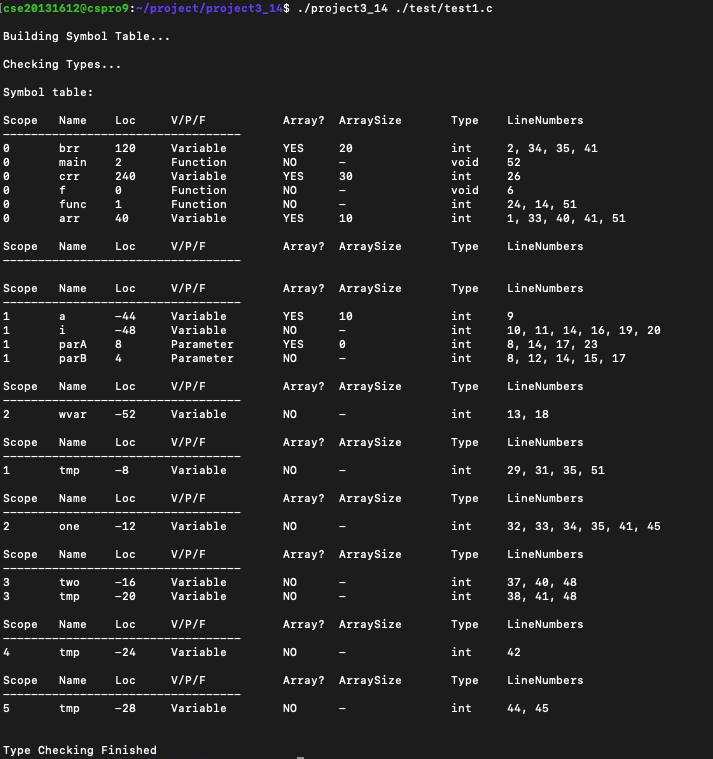 [cse20131612@cspro9:~/project/project3_14$ ./project3_14 ./test/test1.c
Building Symbol Table...
Checking Types...
Symbol table:
Scope Name Loc V/P/F Array? ArraySize Type LineNumbers
----------------------------------
0 brr 120 Variable YES 20 int 2, 34, 35, 41
0 main 2 Function NO - void 52
0 crr 240 Variable YES 30 int 26
0 f 0 Function NO - void 6
0 func 1 Function NO - int 24, 14, 51
0 arr 40 Variable YES 10 int 1, 33, 40, 41, 51
Scope Name Loc V/P/F Array? ArraySize Type LineNumbers
----------------------------------
Scope Name Loc V/P/F Array? ArraySize Type LineNumbers
----------------------------------
1 a -44 Variable YES 10 int 9
1 i -48 Variable NO - int 10, 11, 14, 16, 19, 20
1 parA 8 Parameter YES 0 int 8, 14, 17, 23
1 parB 4 Parameter NO - int 8, 12, 14, 15, 17
Scope Name Loc V/P/F Array? ArraySize Type LineNumbers
----------------------------------
2 wvar -52 Variable NO - int 13, 18
Scope Name Loc V/P/F Array? ArraySize Type LineNumbers
----------------------------------
1 tmp -8 Variable NO - int 29, 31, 35, 51
Scope Name Loc V/P/F Array? ArraySize Type LineNumbers
----------------------------------
2 one -12 Variable NO - int 32, 33, 34, 35, 41, 45
Scope Name Loc V/P/F Array? ArraySize Type LineNumbers
----------------------------------
3 two -16 Variable NO - int 37, 40, 48
3 tmp -20 Variable NO - int 38, 41, 48
Scope Name Loc V/P/F Array? ArraySize Type LineNumbers
----------------------------------
4 tmp -24 Variable NO - int 42
Scope Name Loc V/P/F Array? ArraySize Type LineNumbers
----------------------------------
5 tmp -28 Variable NO - int 44, 45
Type Checking Finished